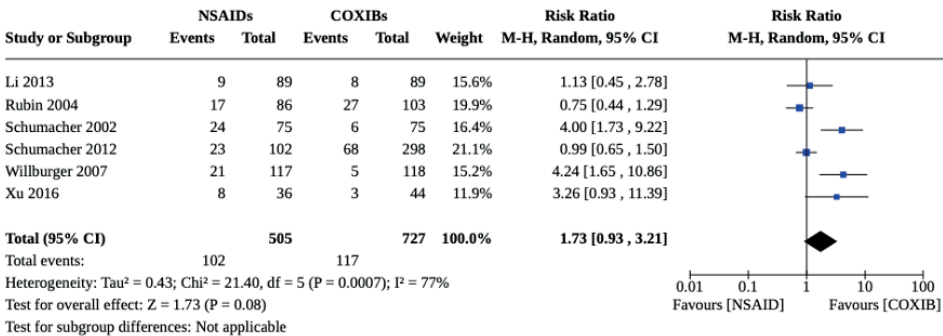 NSAIDs COXIBs Risk Ratio Risk Ratio
Study or Subgroup Events Total Events Total Weight M-H, Random, 95% CI M-H, Random, 95% CI
Li 2013 9 89 8 89 15.6% 1.13 [0.45 , 2.78]
Rubin 2004 17 86 27 103 19.9% 0.75 [0.44 , 1.29]
Schumacher 2002 24 75 6 75 16.4% 4.00 [1.73 , 9.22]
Schumacher 2012 23 102 68 298 21.1% 0.99 [0.65 , 1.50]
Willburger 2007 21 117 5 118 15.2% 4.24 [1.65 , 10.86]
Xu 2016 8 36 3 44 11.9% 3.26 [0.93 , 11.39]
Total (95% CI) 505 727 100.0% 1.73 [0.93 , 3.21]
Total events: 102 117
Heterogeneity: Tau² = 0.43; Chi² = 21.40, df = 5 (P = 0.0007); I² = 77%
0.01 0.1 1 10 100
Test for overall effect: Z = 1.73 (P = 0.08) Favours [NSAID] Favours [COXIB]
Test for subgroup differences: Not applicable